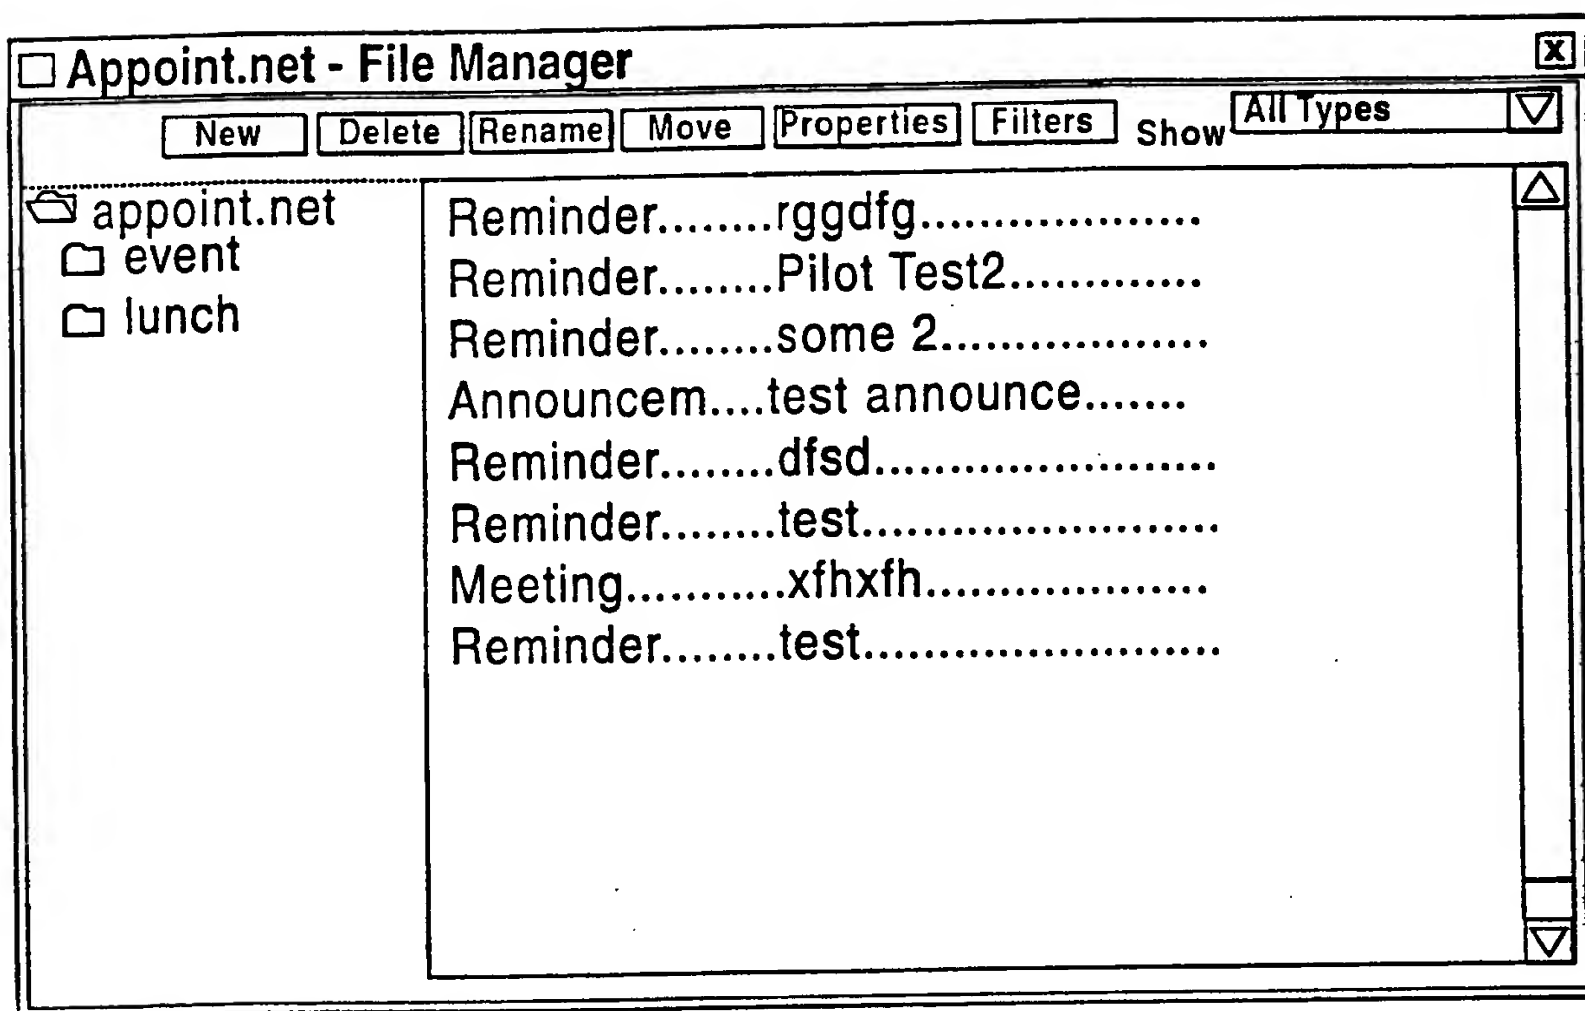 Appoint.net - File Manager X
New Delete Rename Move Properties Filters Show All Types
appoint.net
event
lunch
Reminder........rggdfg...................
Reminder........Pilot Test2.............
Reminder........some 2..................
Announcem....test announce.......
Reminder........dfsd.......................
Reminder........test........................
Meeting...........xfhxfh...................
Reminder........test........................